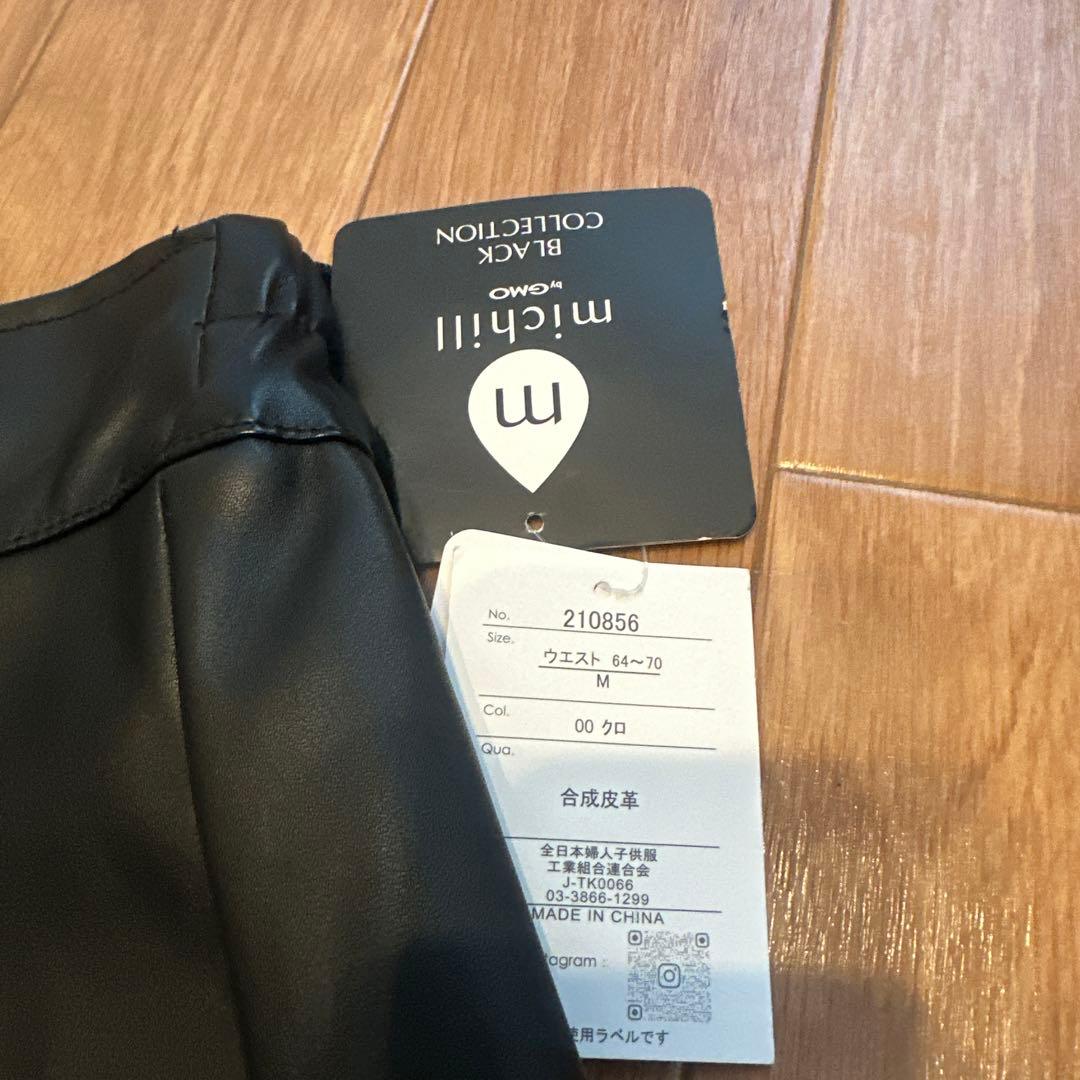 m
michill
by GMO
BLACK
COLLECTION
No. 210856
Size.
ウエスト 64～70
M
Col.
00 クロ
Qua.
合成皮革
全日本婦人子供服
工業組合連合会
J-TK0066
03-3866-1299
MADE IN CHINA
tagram :
使用ラベルです